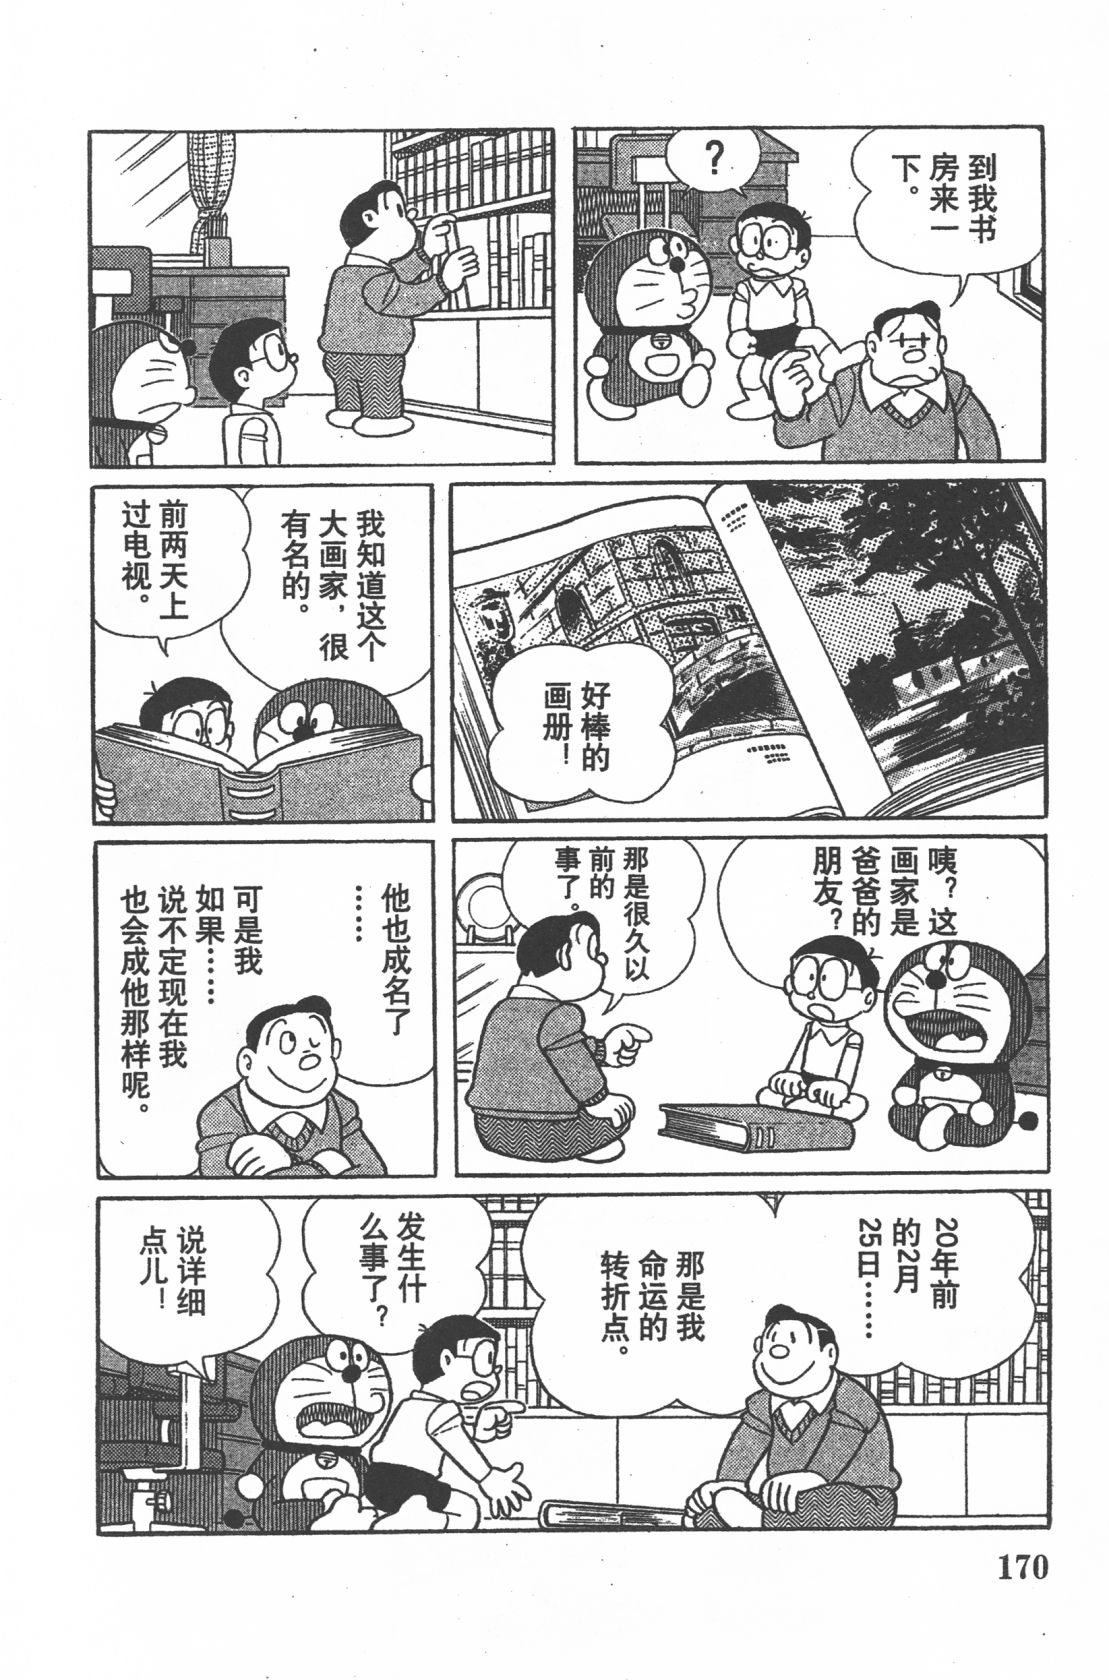 到我书
房来一
下。
？
好棒的
画册！
我知道这个
大画家，很
有名的。
前两天上
过电视。
咦？这
画家是
爸爸的
朋友？
那是很久以
前的
事了。
他也成名了
……
可是我
如果……
说不定现在我
也会成他那样呢。
20年前
的2月
25日……
那是我
命运的
转折点。
发生什
么事了？
说详细
点儿！
170